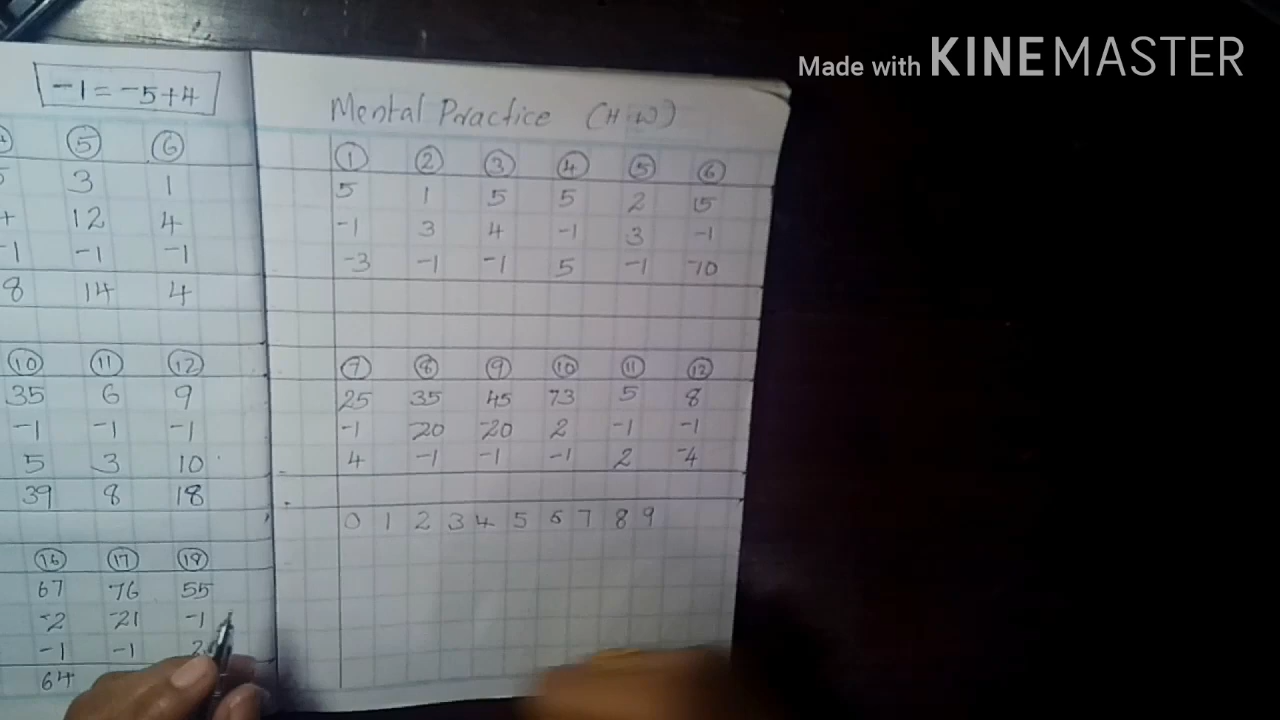 Made with KINEMASTER
-1 = -5+4
5 6
3 1
12 4
-1 -1 -1
8 14 4
10 11 12
35 6 9
-1 -1 -1
5 3 10
39 8 18
16 17 18
67 76 55
-2 -21 -1
-1 -1
64
Mental Practice (H.W)
1 2 3 4 5 6
5 1 5 5 2 15
-1 3 4 -1 3 -1
-3 -1 -1 5 -1 -10
7 8 9 10 11 12
25 35 45 73 5 8
-1 -20 -20 2 -1 -1
4 -1 -1 -1 2 -4
0 1 2 3 4 5 6 7 8 9